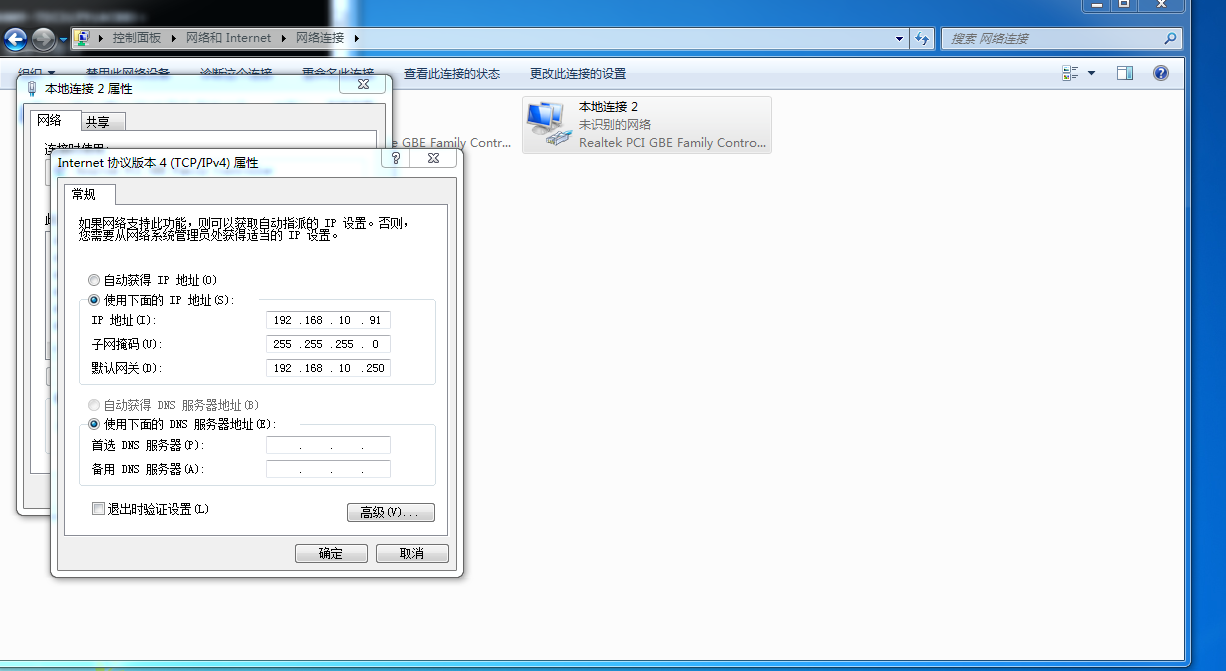 控制面板 网络和 Internet 网络连接
搜索 网络连接
组织 禁用此网络设备 诊断这个连接 重命名此连接 查看此连接的状态 更改此连接的设置
本地连接 2 属性
网络 共享
连接时使用:
e GBE Family Contr...
本地连接 2
未识别的网络
Realtek PCI GBE Family Contro...
Internet 协议版本 4 (TCP/IPv4) 属性
常规
如果网络支持此功能,则可以获取自动指派的 IP 设置。否则,
您需要从网络系统管理员处获得适当的 IP 设置。
自动获得 IP 地址(O)
使用下面的 IP 地址(S):
IP 地址(I): 192 .168 . 10 . 91
子网掩码(U): 255 .255 .255 . 0
默认网关(D): 192 .168 . 10 .250
自动获得 DNS 服务器地址(B)
使用下面的 DNS 服务器地址(E):
首选 DNS 服务器(P): . . .
备用 DNS 服务器(A): . . .
退出时验证设置(L)
高级(V)...
确定 取消